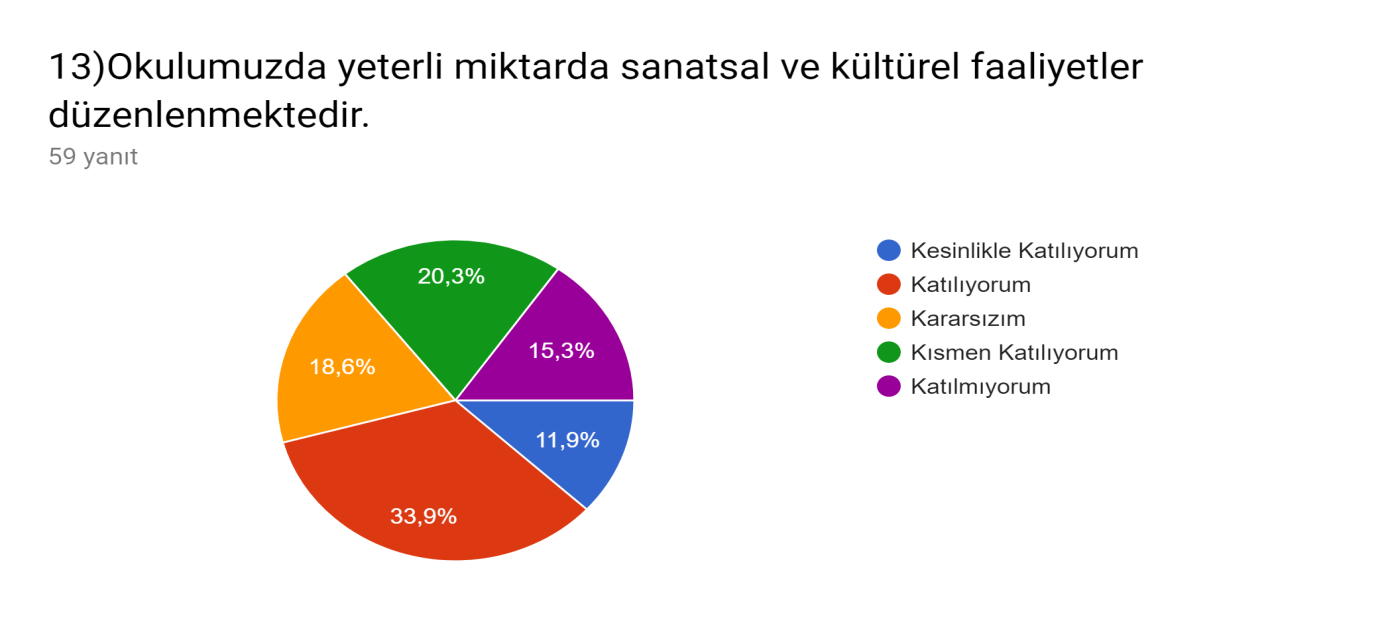 13)Okulumuzda yeterli miktarda sanatsal ve kültürel faaliyetler
düzenlenmektedir.
59 yanıt
20,3%
15,3%
18,6%
11,9%
33,9%
Kesinlikle Katılıyorum
Katılıyorum
Kararsızım
Kısmen Katılıyorum
Katılmıyorum